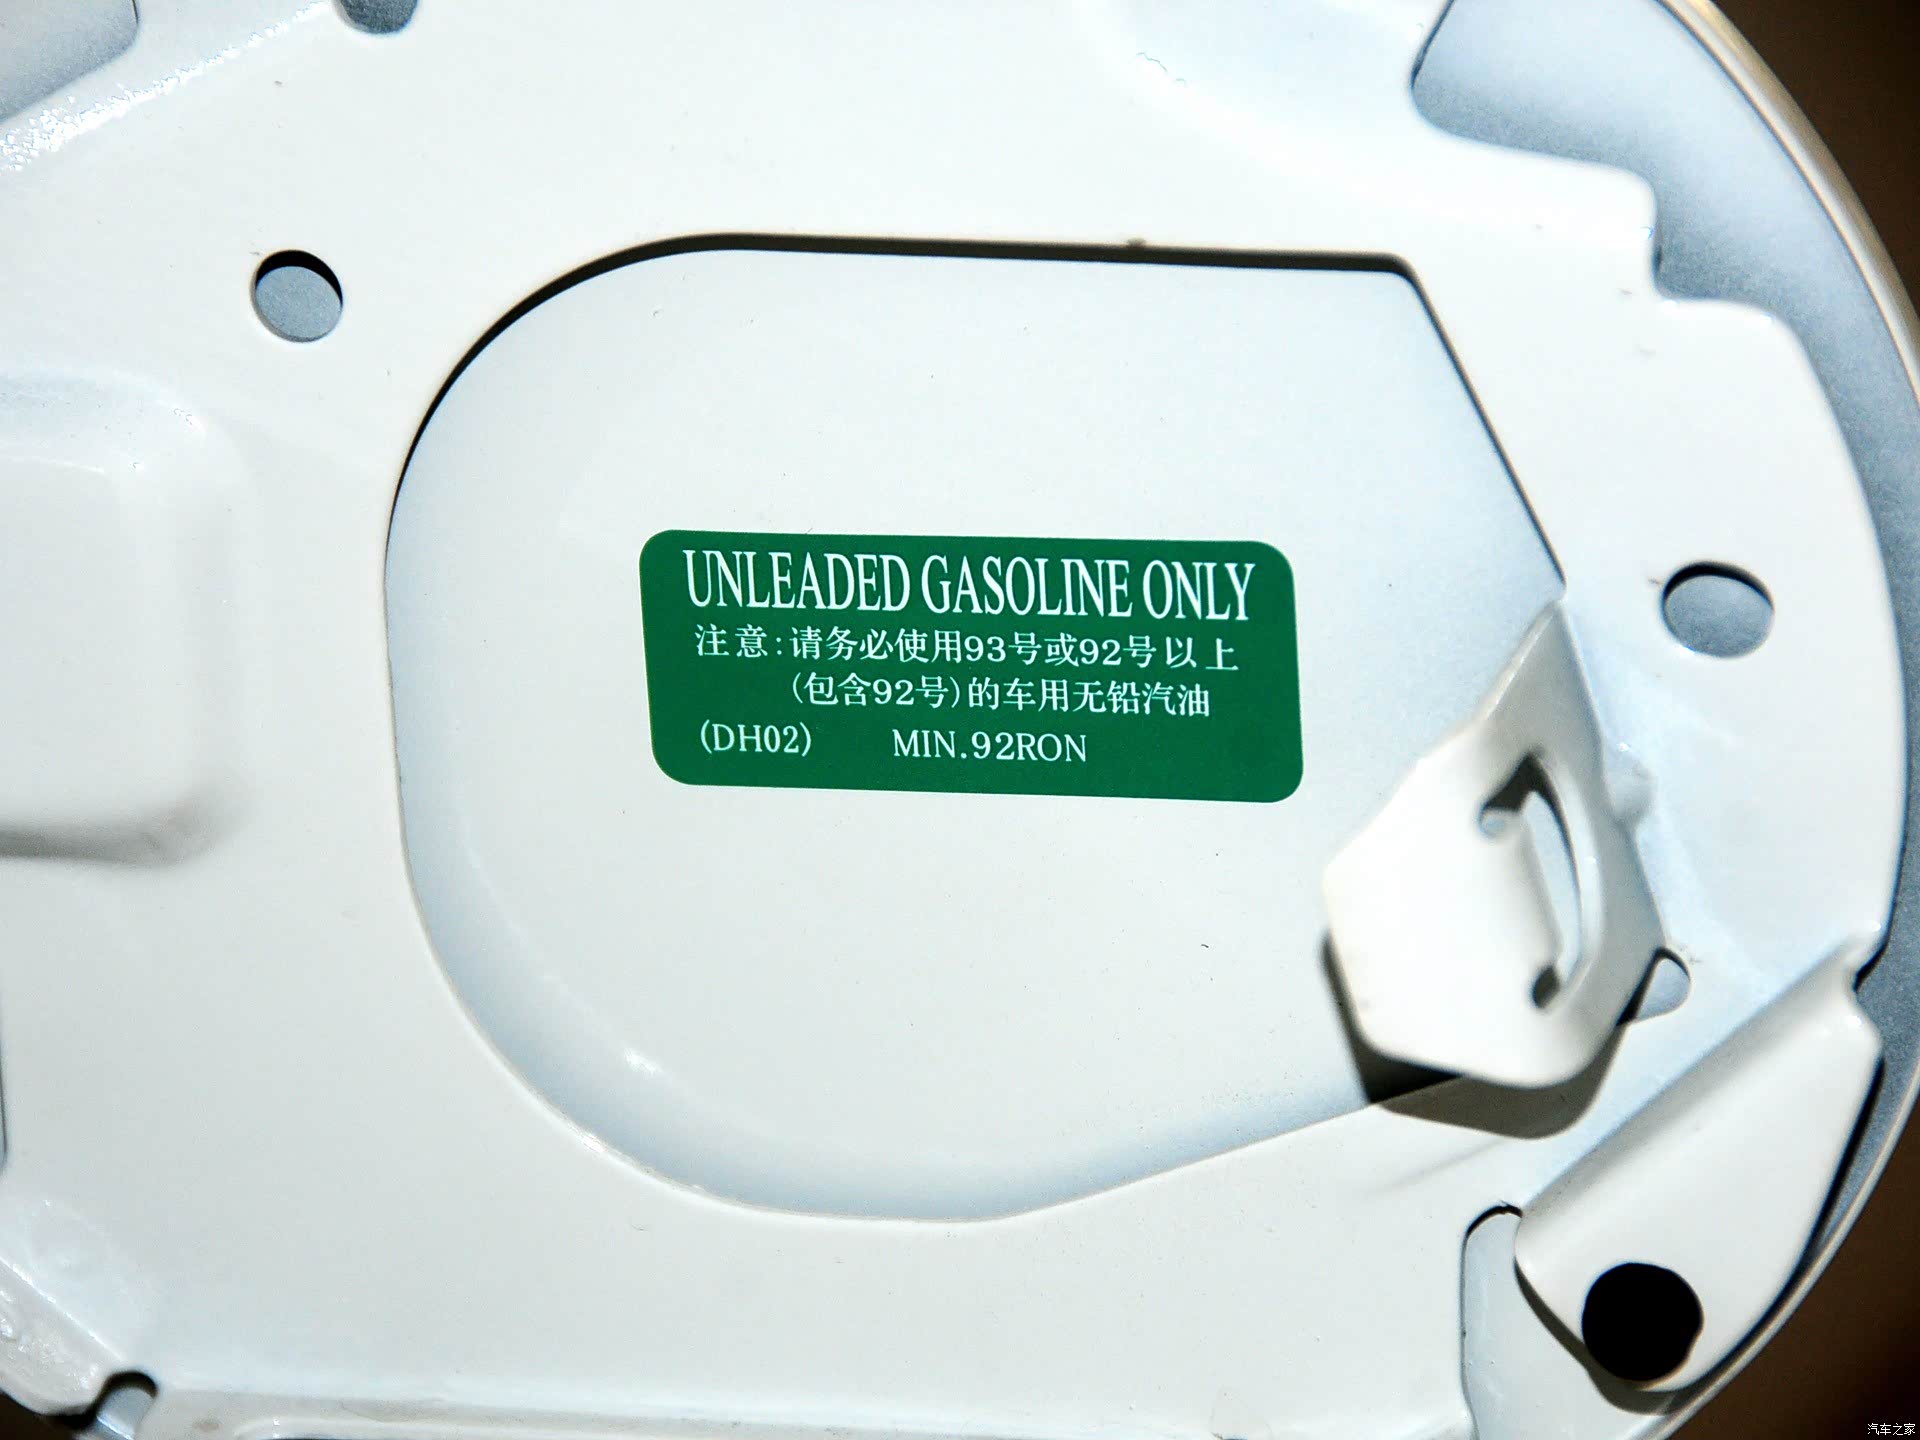 UNLEADED GASOLINE ONLY
注意:请务必使用93号或92号以上
(包含92号)的车用无铅汽油
(DH02) MIN.92RON
汽车之家